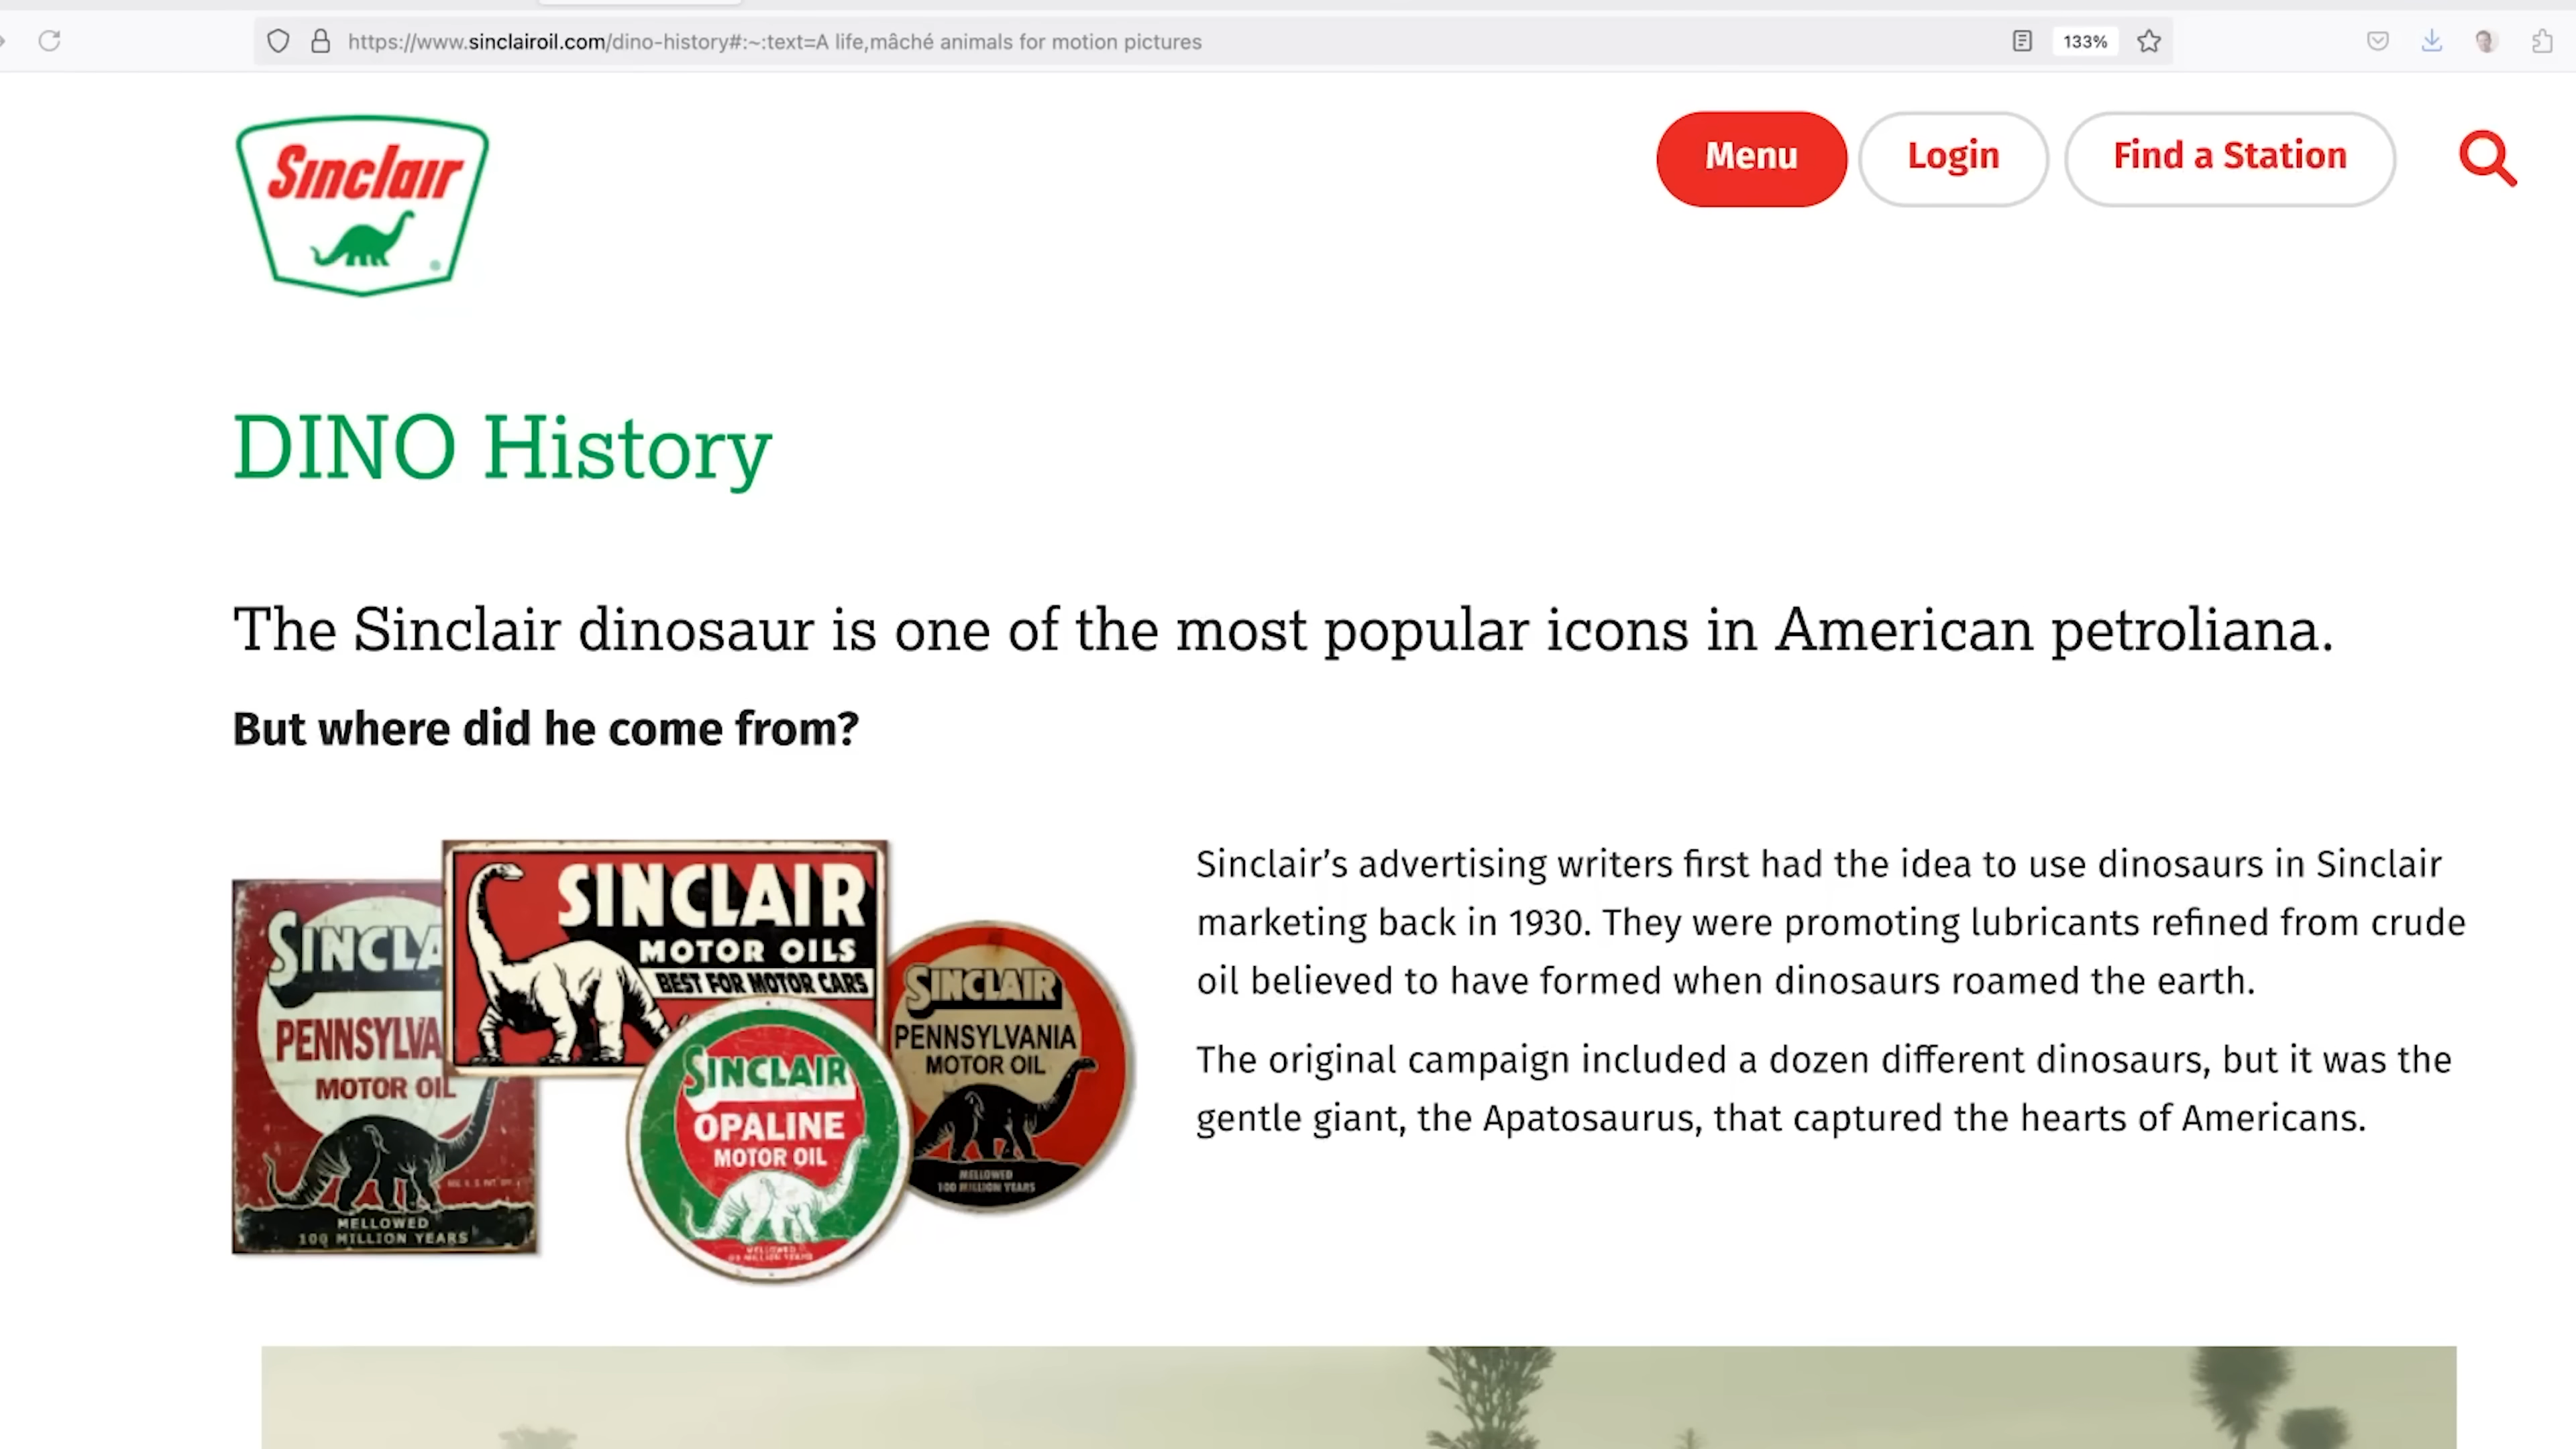 https://www.sinclairoil.com/dino-history#:~:text=A life,mâché animals for motion pictures
133%
Sinclair
Menu
Login
Find a Station
DINO History
The Sinclair dinosaur is one of the most popular icons in American petroliana.
But where did he come from?
SINCLA
PENNSYLVA
MOTOR OIL
MELLOWED
100 MILLION YEARS
SINCLAIR
MOTOR OILS
BEST FOR MOTOR CARS
SINCLAIR
OPALINE
MOTOR OIL
MELLOWED
SINCLAIR
PENNSYLVANIA
MOTOR OIL
MELLOWED
100 MILLION YEARS
Sinclair’s advertising writers first had the idea to use dinosaurs in Sinclair
marketing back in 1930. They were promoting lubricants refined from crude
oil believed to have formed when dinosaurs roamed the earth.
The original campaign included a dozen different dinosaurs, but it was the
gentle giant, the Apatosaurus, that captured the hearts of Americans.